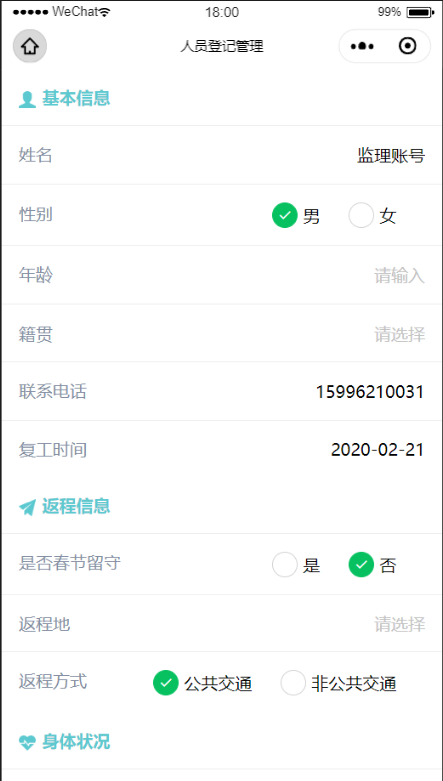 WeChat 18:00 99%
人员登记管理
基本信息
姓名 监理账号
性别 男 女
年龄 请输入
籍贯 请选择
联系电话 15996210031
复工时间 2020-02-21
返程信息
是否春节留守 是 否
返程地 请选择
返程方式 公共交通 非公共交通
身体状况